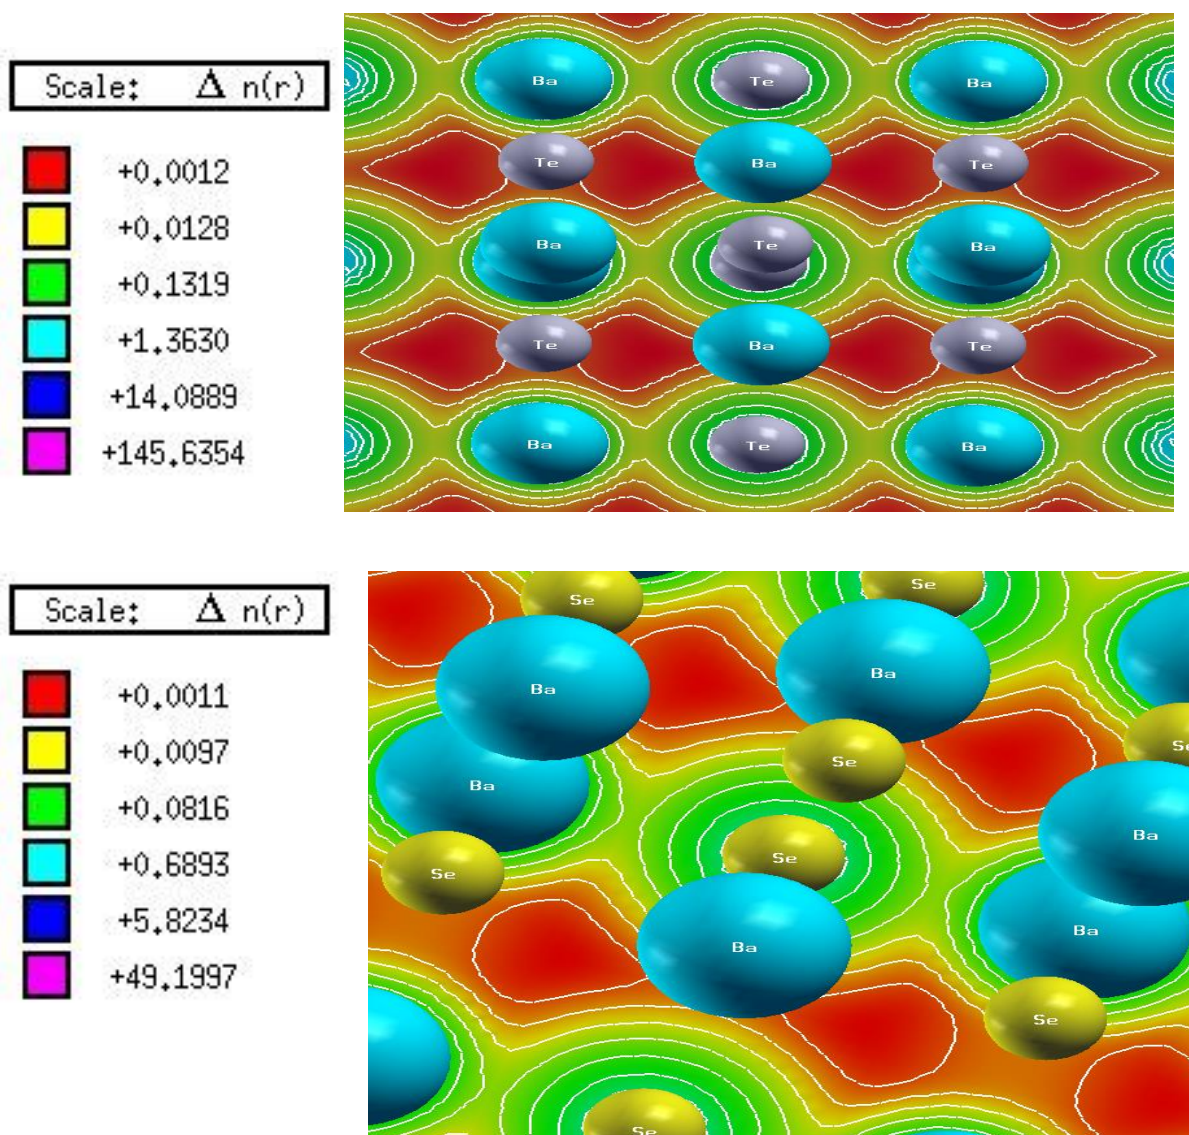 Scale: Δ n(r)
+0.0012
+0.0128
+0.1319
+1.3630
+14.0889
+145.6354
Ba Te Ba
Te Ba Te
Ba Te Ba
Te Ba Te
Ba Te Ba
Scale: Δ n(r)
+0.0011
+0.0097
+0.0816
+0.6893
+5.8234
+49.1997
Se Se
Ba Ba
Se Se
Ba
Ba
Se Se
Ba Ba
Se
Se